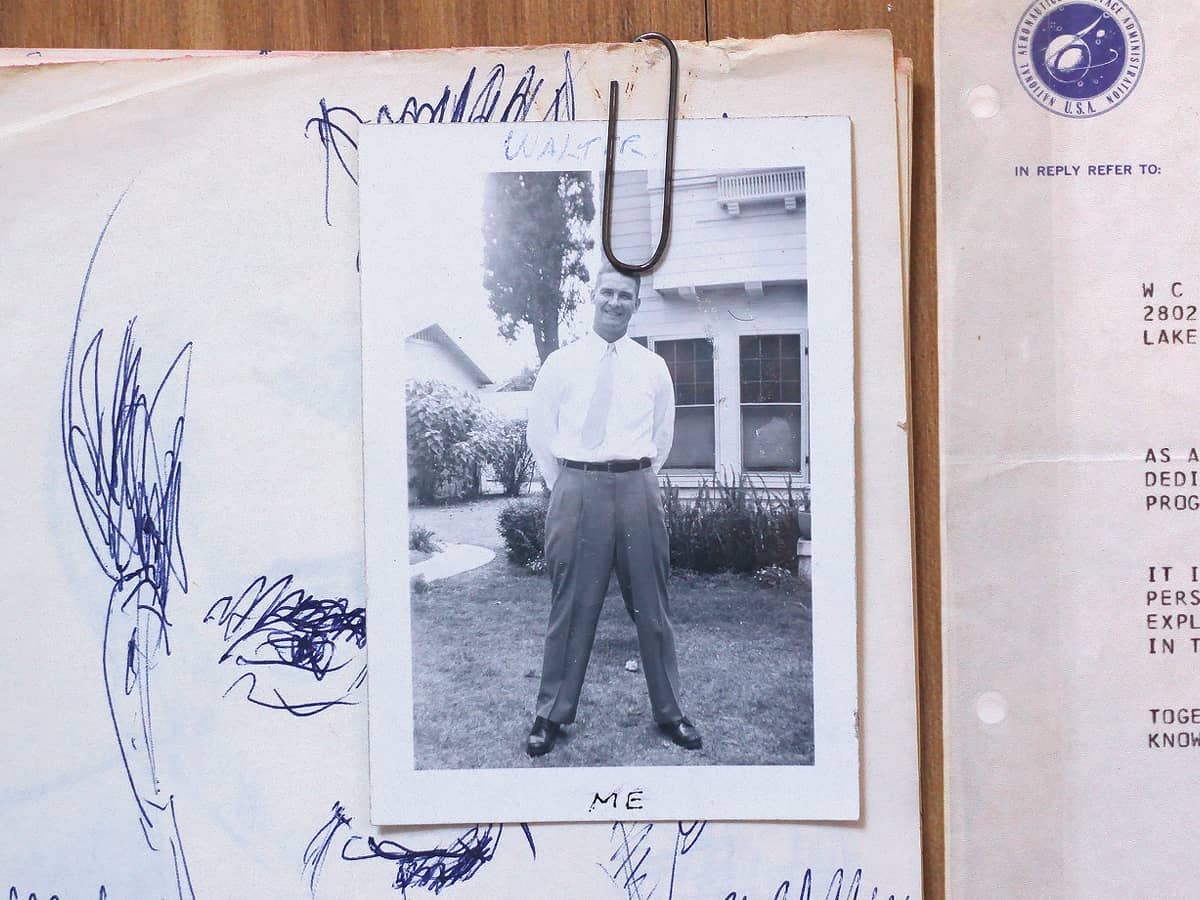 WALTER
ME
NATIONAL AERONAUTICS SPACE ADMINISTRATION
U.S.A.
IN REPLY REFER TO:
W C
2802
LAKE
AS A
DEDI
PROG
IT I
PERS
EXPL
IN T
TOGE
KNOW